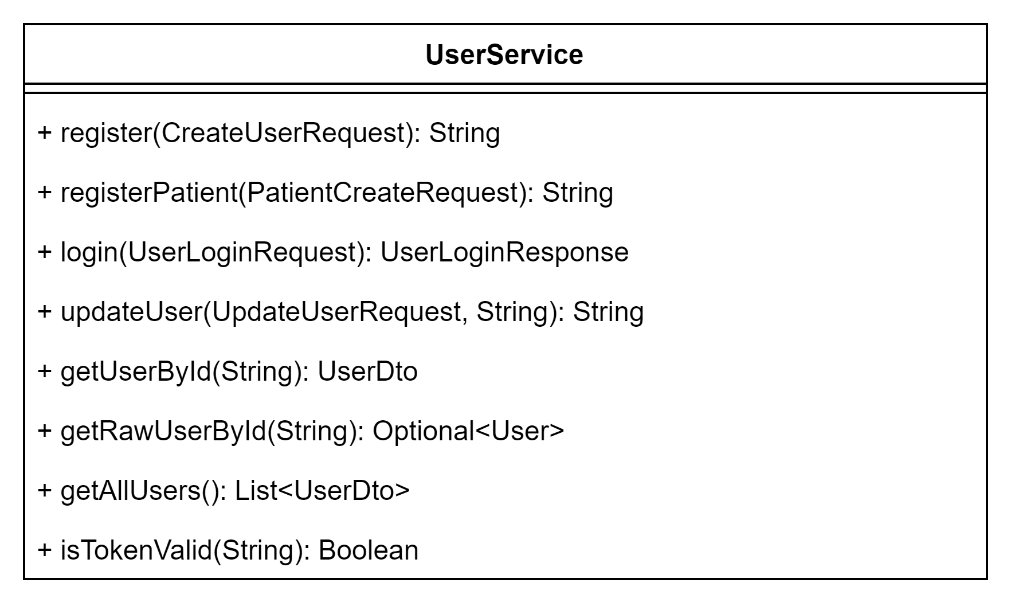 UserService
+ register(CreateUserRequest): String
+ registerPatient(PatientCreateRequest): String
+ login(UserLoginRequest): UserLoginResponse
+ updateUser(UpdateUserRequest, String): String
+ getUserById(String): UserDto
+ getRawUserById(String): Optional<User>
+ getAllUsers(): List<UserDto>
+ isTokenValid(String): Boolean